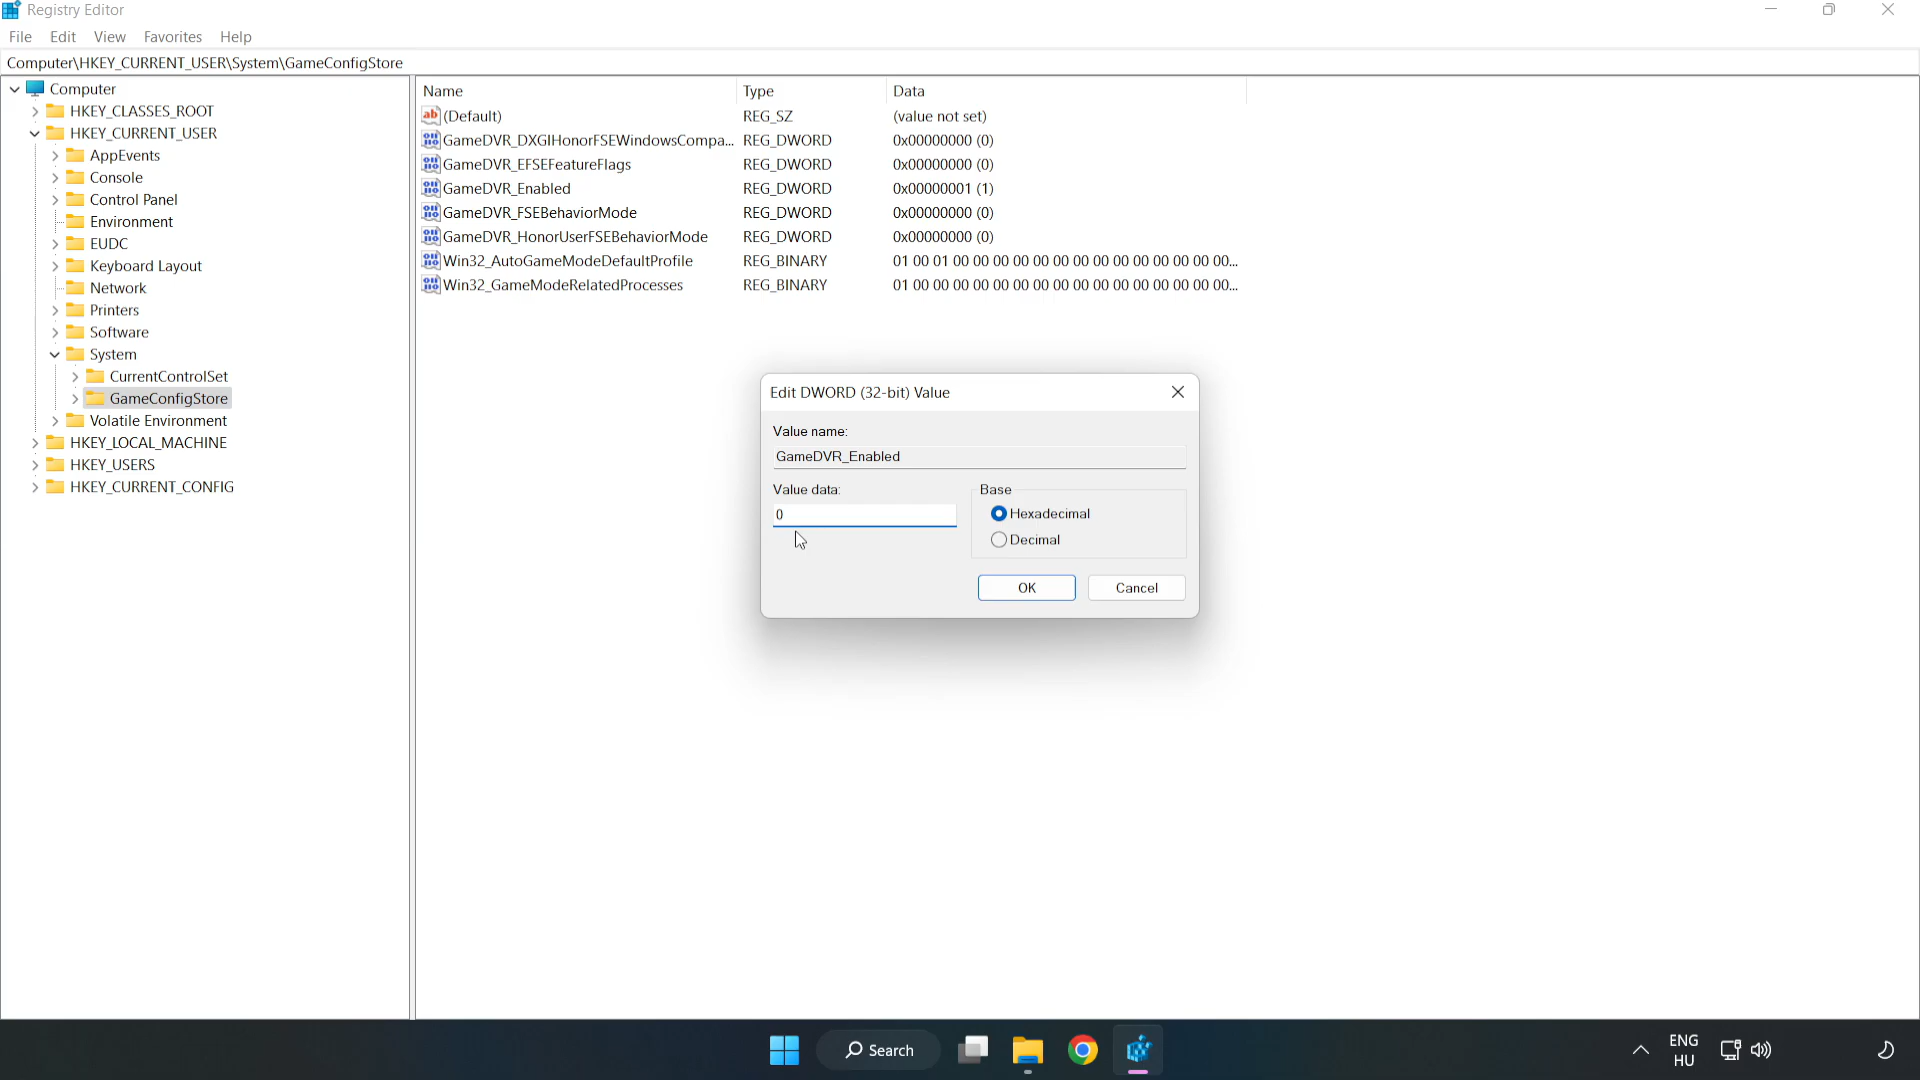 Registry Editor
File Edit View Favorites Help
Computer\HKEY_CURRENT_USER\System\GameConfigStore
Computer
HKEY_CLASSES_ROOT
HKEY_CURRENT_USER
AppEvents
Console
Control Panel
Environment
EUDC
Keyboard Layout
Network
Printers
Software
System
CurrentControlSet
GameConfigStore
Volatile Environment
HKEY_LOCAL_MACHINE
HKEY_USERS
HKEY_CURRENT_CONFIG
Name Type Data
(Default) REG_SZ (value not set)
GameDVR_DXGIHonorFSEWindowsCompa... REG_DWORD 0x00000000 (0)
GameDVR_EFSEFeatureFlags REG_DWORD 0x00000000 (0)
GameDVR_Enabled REG_DWORD 0x00000001 (1)
GameDVR_FSEBehaviorMode REG_DWORD 0x00000000 (0)
GameDVR_HonorUserFSEBehaviorMode REG_DWORD 0x00000000 (0)
Win32_AutoGameModeDefaultProfile REG_BINARY 01 00 01 00 00 00 00 00 00 00 00 00 00 00 00 00 00...
Win32_GameModeRelatedProcesses REG_BINARY 01 00 00 00 00 00 00 00 00 00 00 00 00 00 00 00 00...
Edit DWORD (32-bit) Value
Value name:
GameDVR_Enabled
Value data:
0
Base
Hexadecimal
Decimal
OK Cancel
Search
ENG
HU